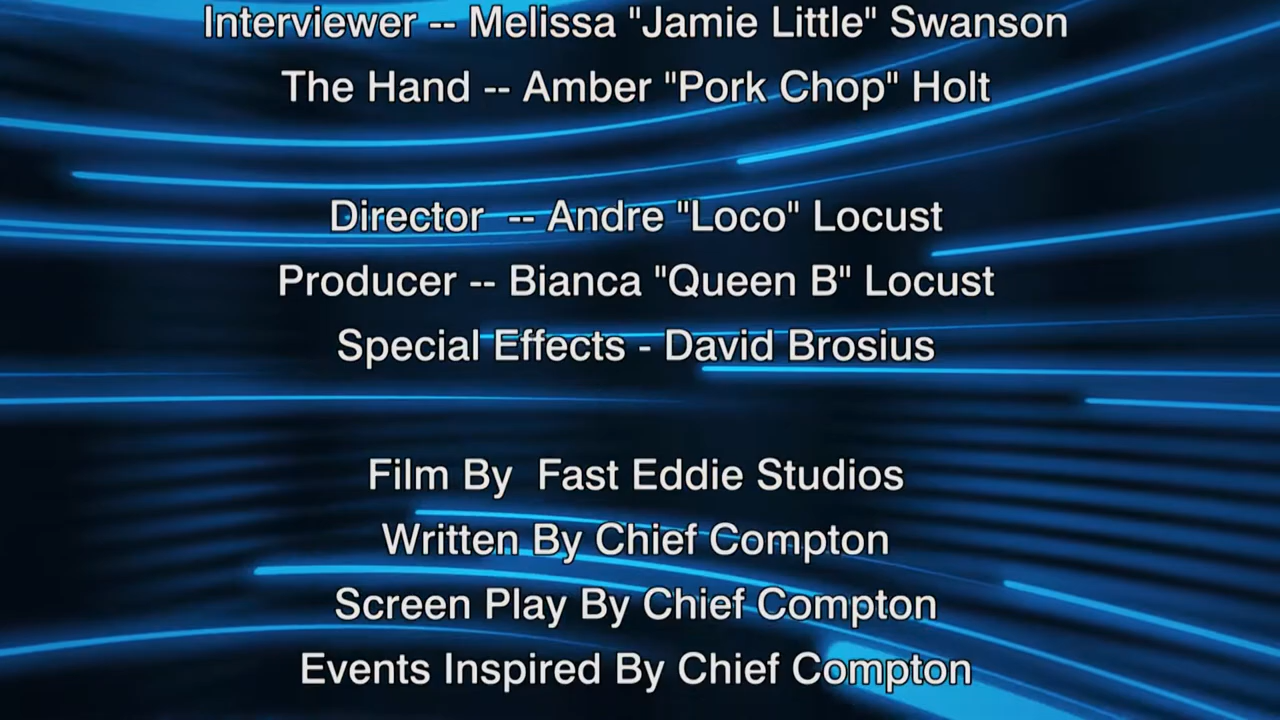 Interviewer -- Melissa "Jamie Little" Swanson
The Hand -- Amber "Pork Chop" Holt
Director  -- Andre "Loco" Locust
Producer -- Bianca "Queen B" Locust
Special Effects - David Brosius
Film By  Fast Eddie Studios
Written By Chief Compton
Screen Play By Chief Compton
Events Inspired By Chief Compton